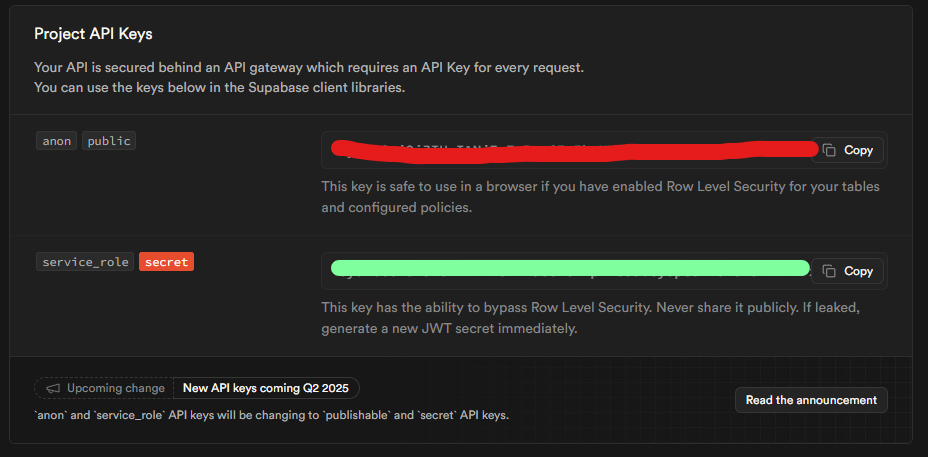 Project API Keys
Your API is secured behind an API gateway which requires an API Key for every request.
You can use the keys below in the Supabase client libraries.
anon public
Copy
This key is safe to use in a browser if you have enabled Row Level Security for your tables
and configured policies.
service_role secret
Copy
This key has the ability to bypass Row Level Security. Never share it publicly. If leaked,
generate a new JWT secret immediately.
Upcoming change New API keys coming Q2 2025
`anon` and `service_role` API keys will be changing to `publishable` and `secret` API keys.
Read the announcement